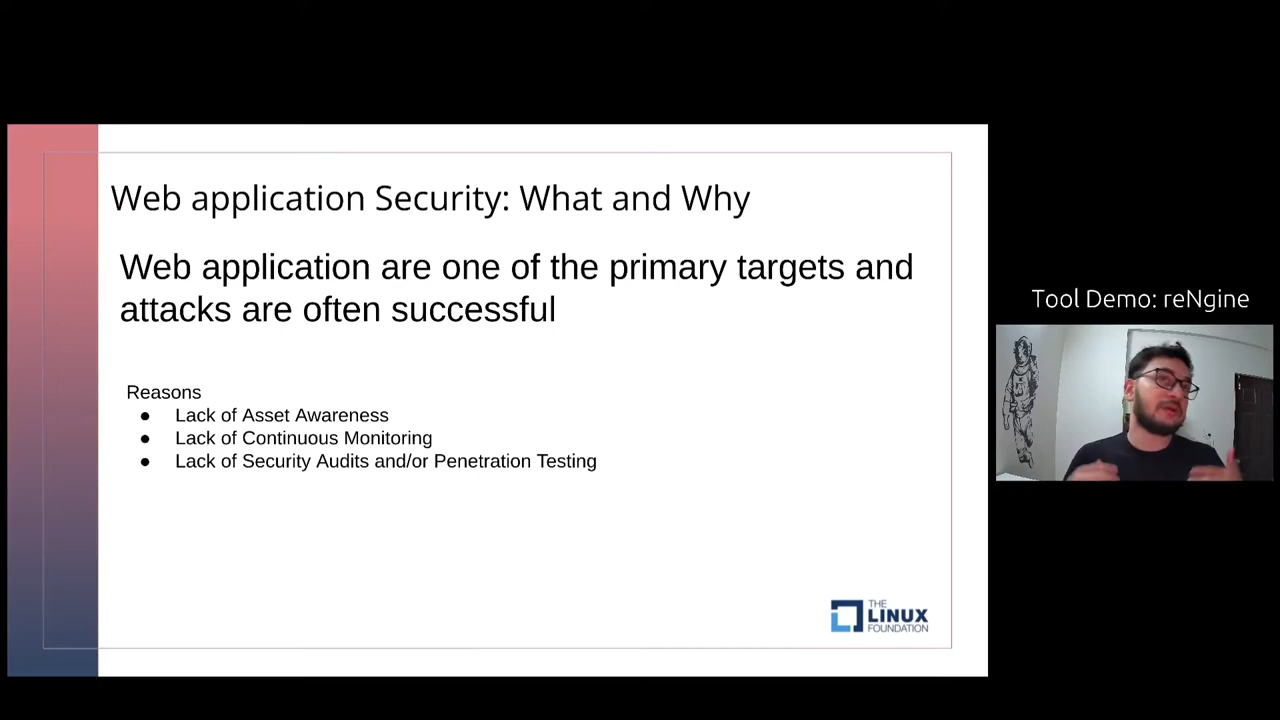 Web application Security: What and Why
Web application are one of the primary targets and
attacks are often successful
Reasons
● Lack of Asset Awareness
● Lack of Continuous Monitoring
● Lack of Security Audits and/or Penetration Testing
THE
LINUX
FOUNDATION
Tool Demo: reNgine